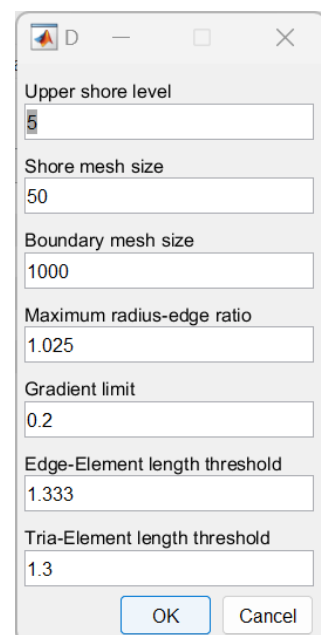 D
Upper shore level
5
Shore mesh size
50
Boundary mesh size
1000
Maximum radius-edge ratio
1.025
Gradient limit
0.2
Edge-Element length threshold
1.333
Tria-Element length threshold
1.3
OK Cancel